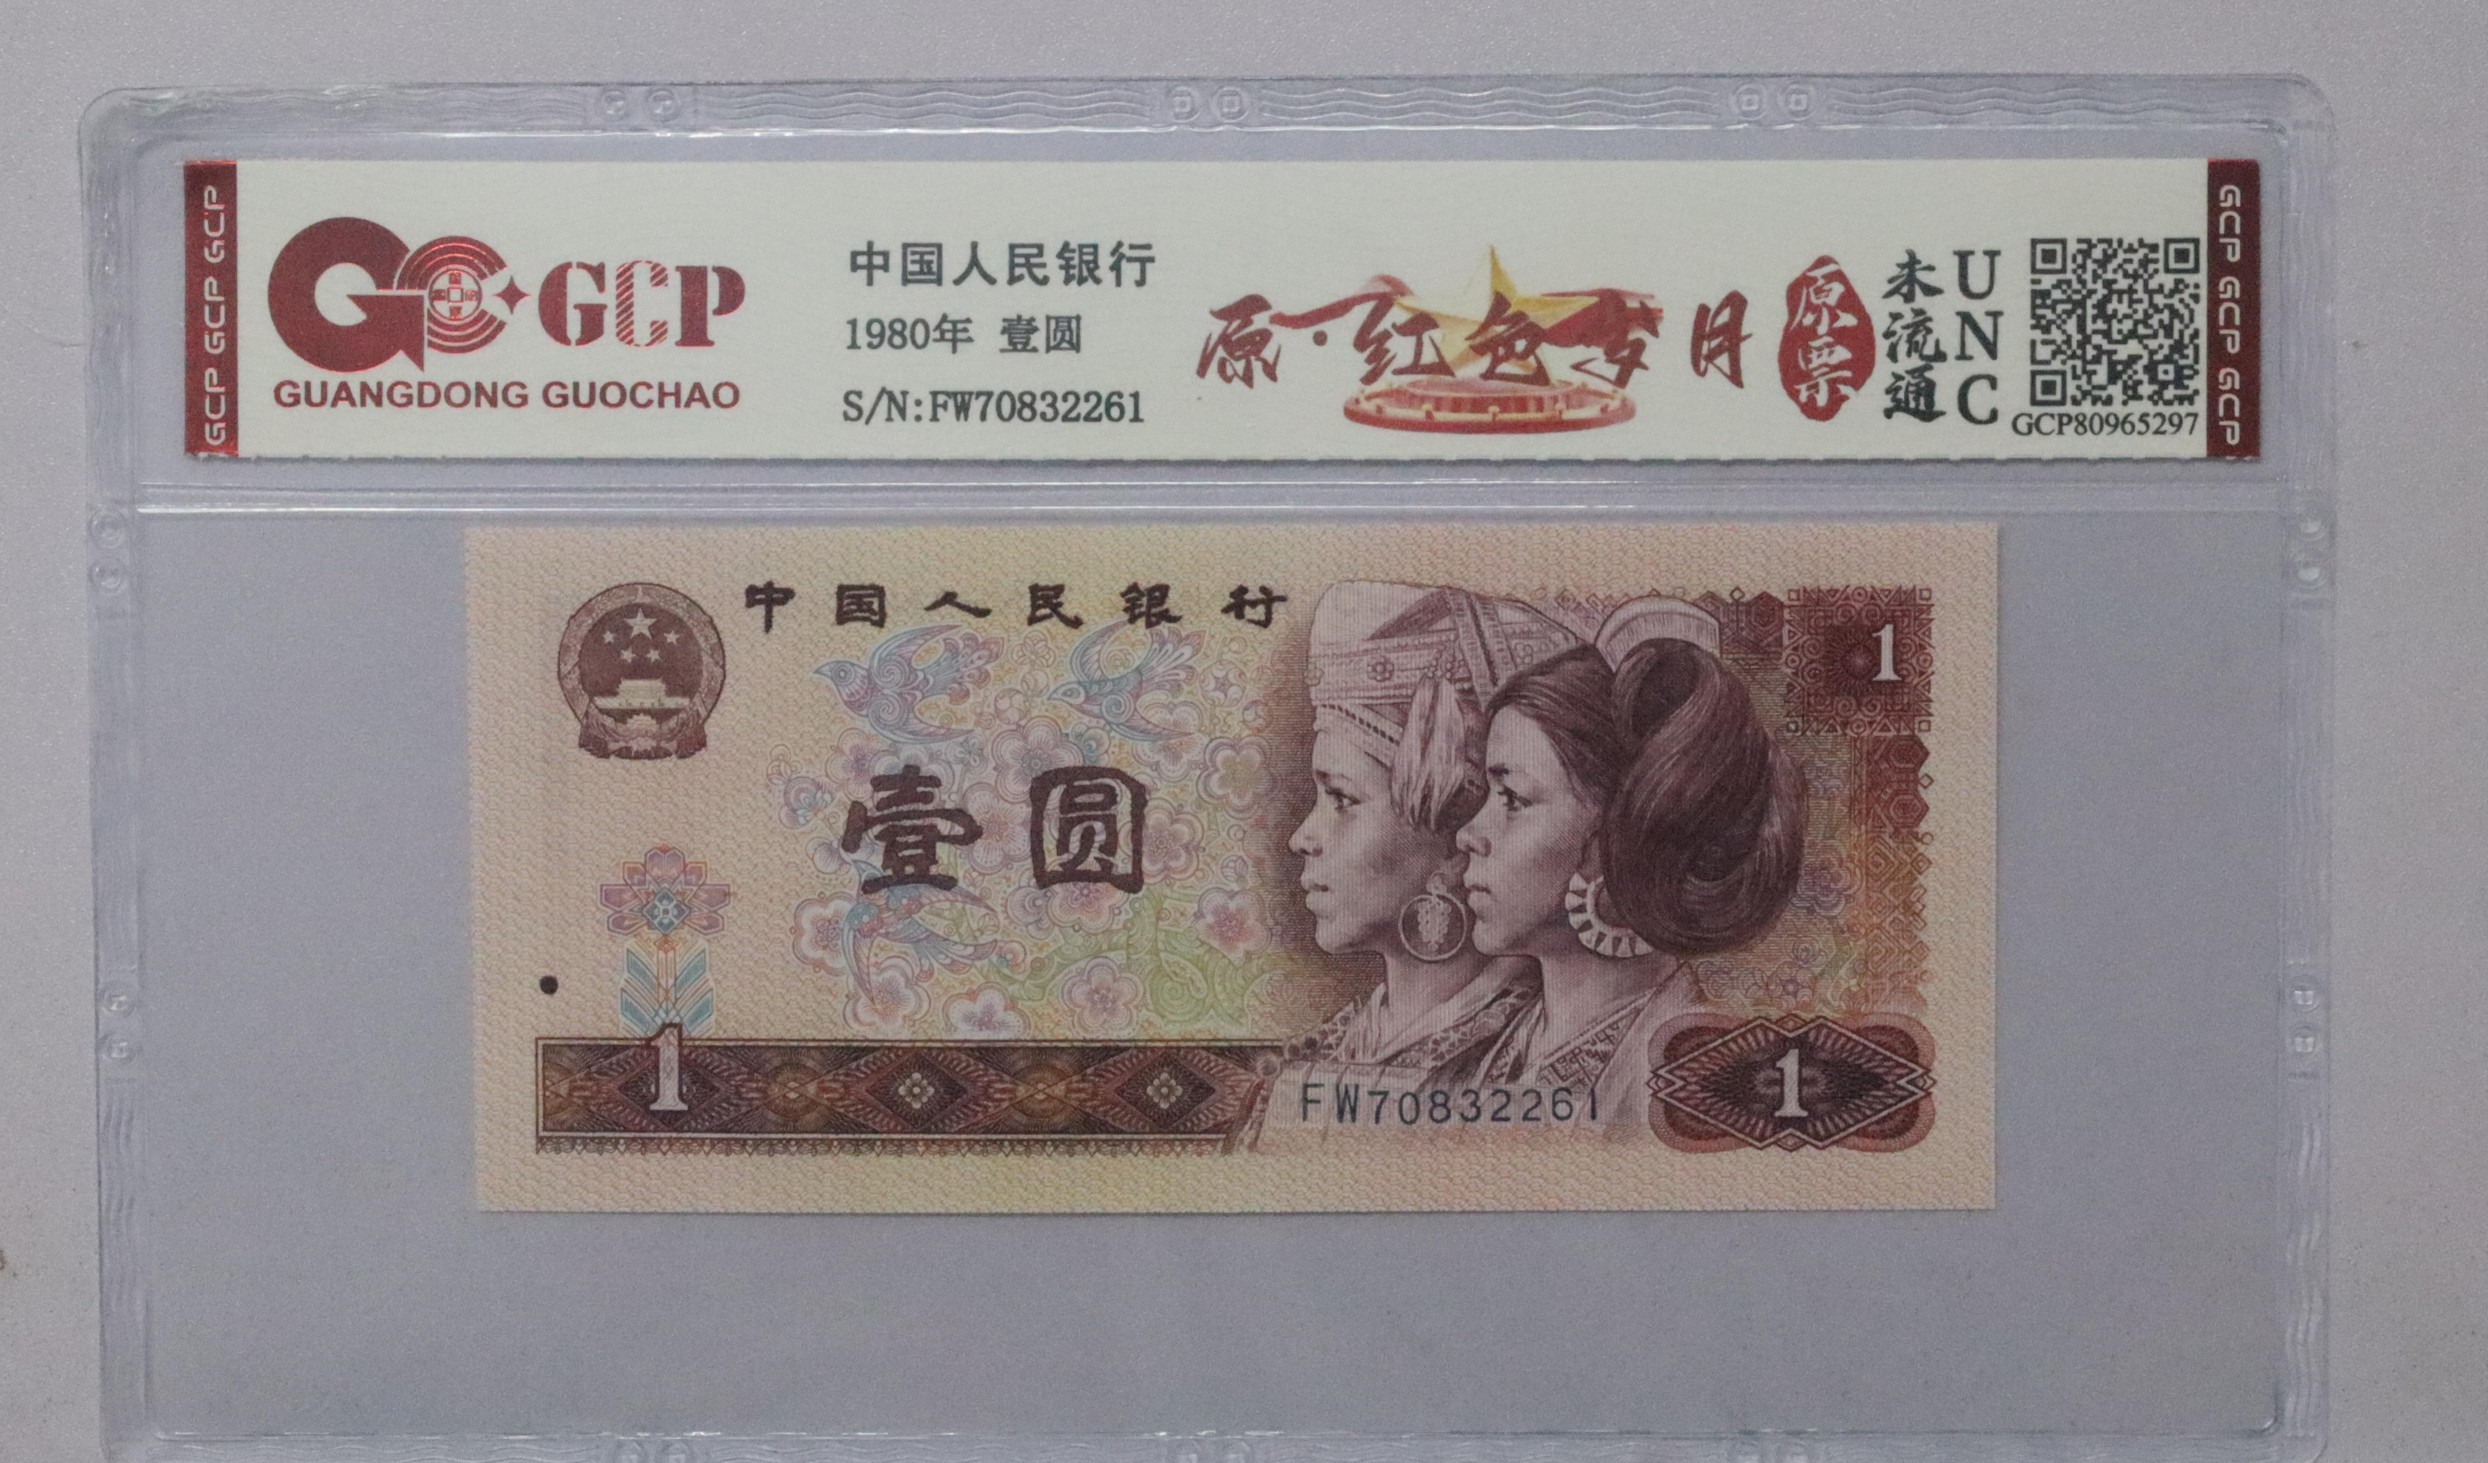 GCP GCP GCP
GCP
GUANGDONG GUOCHAO
中国人民银行
1980年 壹圆
S/N:FW70832261
原·红色岁月
原票
未流通
UNC
GCP80965297
GCP GCP GCP
中国人民银行
1
壹圆
1
FW70832261
1